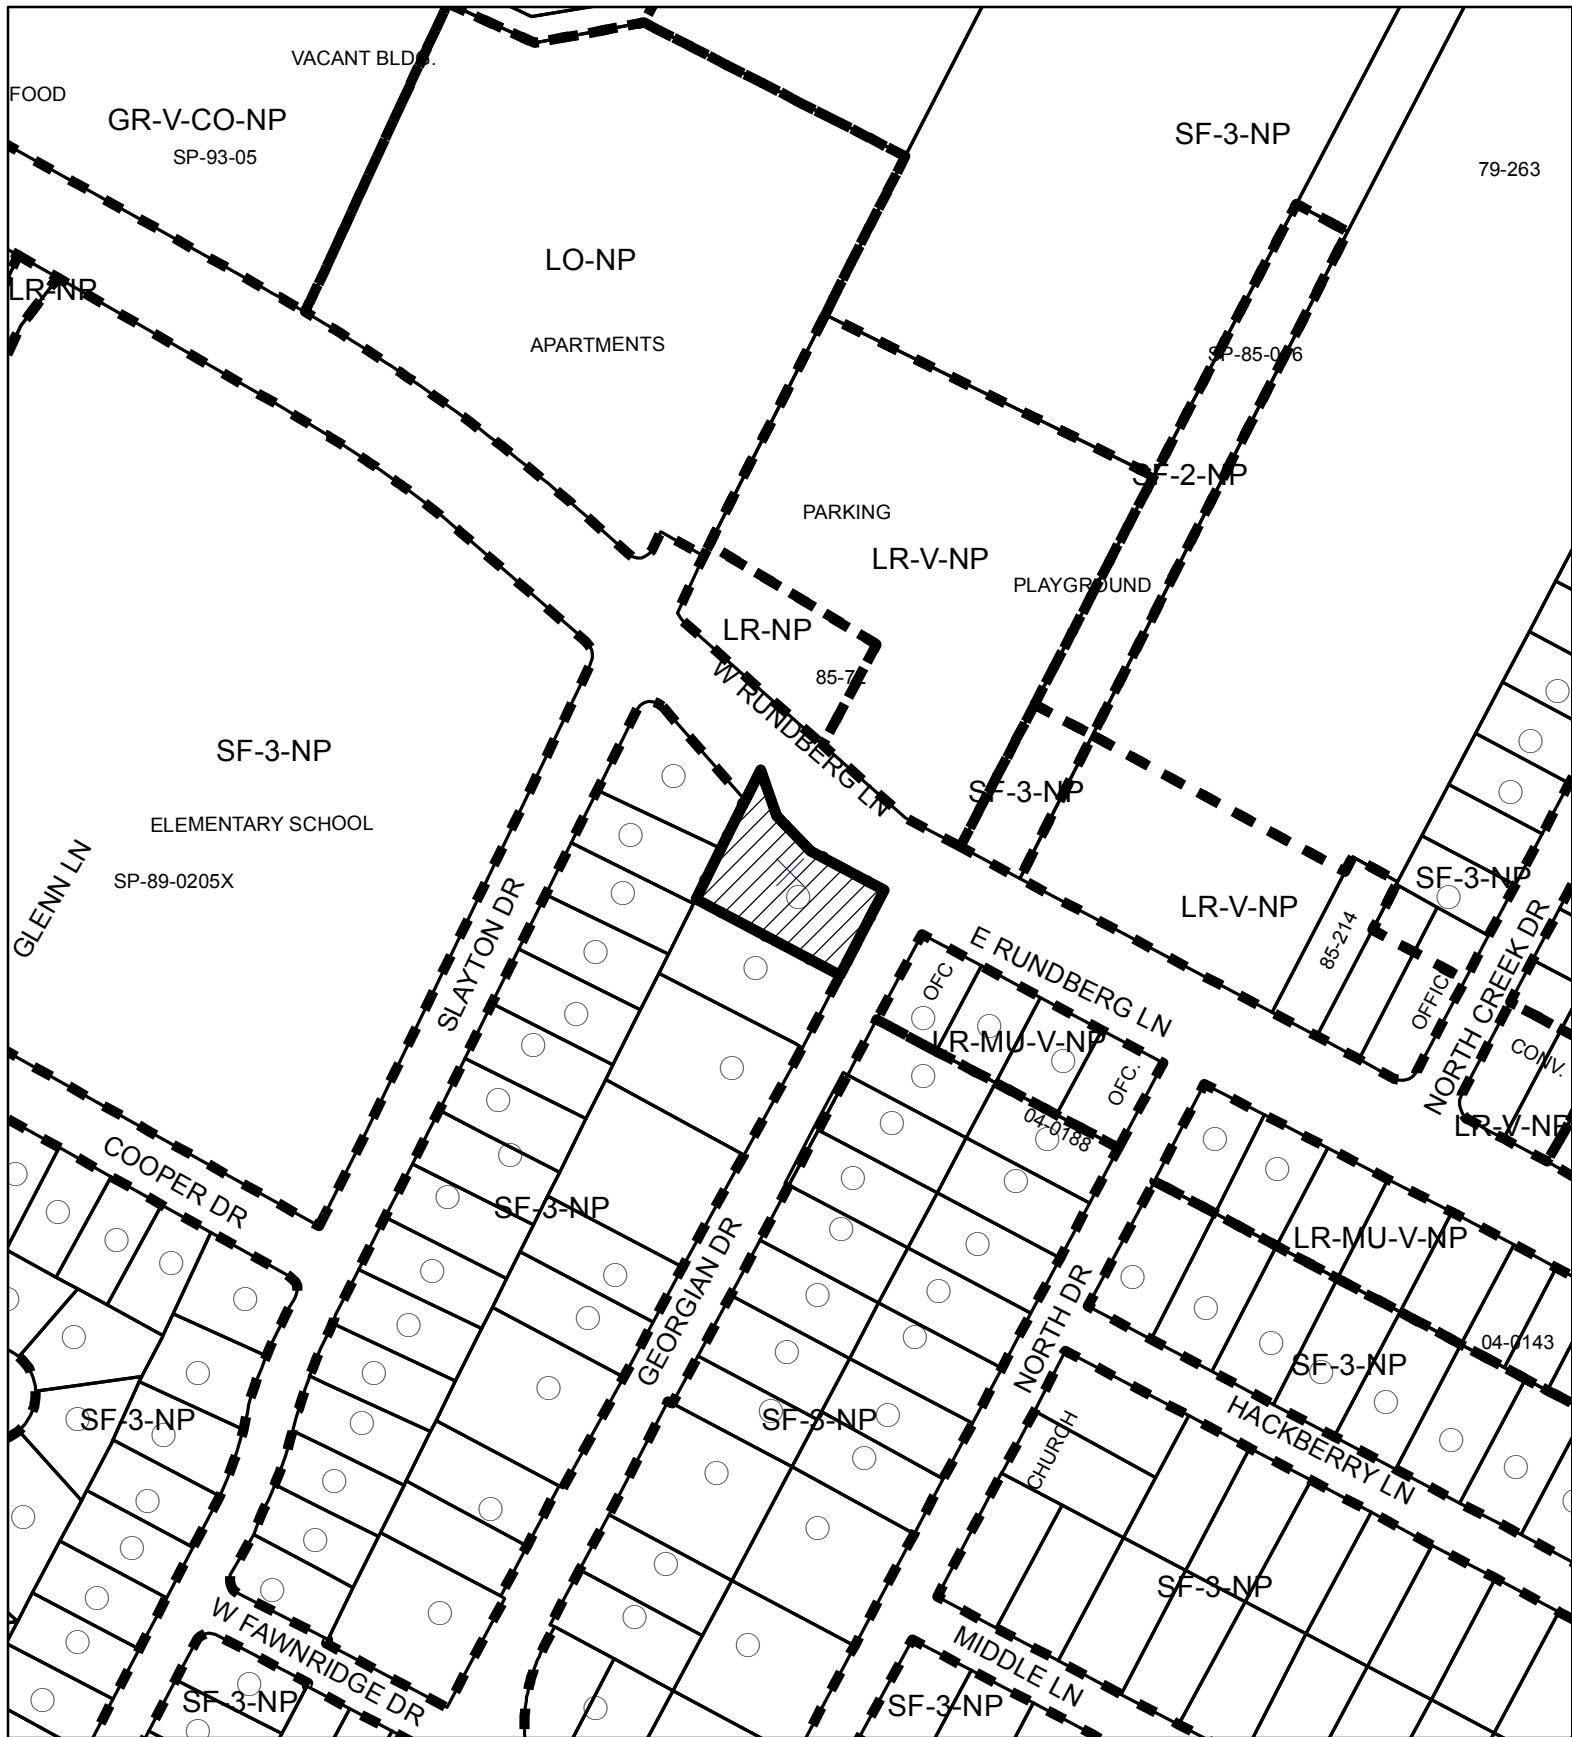 VACANT BLDG.
FOOD
GR-V-CO-NP
SP-93-05
SF-3-NP
79-263
LO-NP
LR-NP
APARTMENTS
SP-85-016
SF-2-NP
PARKING
LR-V-NP
PLAYGROUND
LR-NP
85-72
W RUNDBERG LN
SF-3-NP
SF-3-NP
ELEMENTARY SCHOOL
SP-89-0205X
GLENN LN
SLAYTON DR
SF-3-NP
LR-V-NP
85-214
OFFICE
NORTH CREEK DR
E RUNDBERG LN
OFC
LR-MU-V-NP
OFC.
04-0188
CONV.
LR-V-NP
COOPER DR
SF-3-NP
GEORGIAN DR
NORTH DR
LR-MU-V-NP
04-0143
SF-3-NP
SF-3-NP
SF-S-NP
HACKBERRY LN
CHURCH
SF-3-NP
W FAWNRIDGE DR
MIDDLE LN
SF-3-NP
SF-3-NP